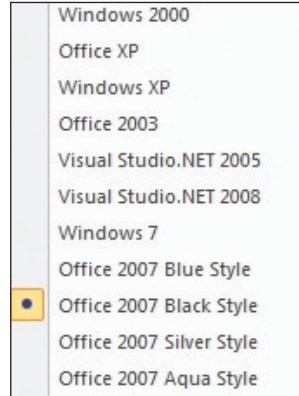 Windows 2000
Office XP
Windows XP
Office 2003
Visual Studio.NET 2005
Visual Studio.NET 2008
Windows 7
Office 2007 Blue Style
Office 2007 Black Style
Office 2007 Silver Style
Office 2007 Aqua Style